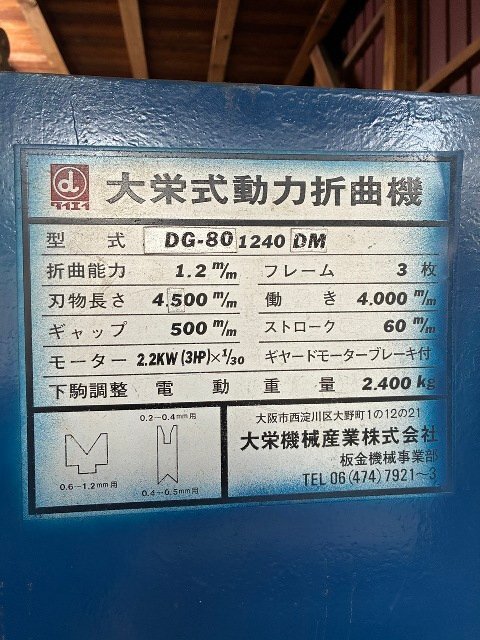 d
ダイエイ
大栄式動力折曲機
型式 DG-80 1240 DM
折曲能力 1.2 m/m フレーム 3枚
刃物長さ 4.500 m/m 働き 4.000 m/m
ギャップ 500 m/m ストローク 60 m/m
モーター 2.2KW(3HP)×1/30 ギヤードモーターブレーキ付
下駒調整 電動 重量 2.400 kg
0.2−0.4mm用
0.6−1.2mm用
0.4−0.5mm用
大阪市西淀川区大野町1の12の21
大栄機械産業株式会社
板金機械事業部
TEL 06(474)7921〜3